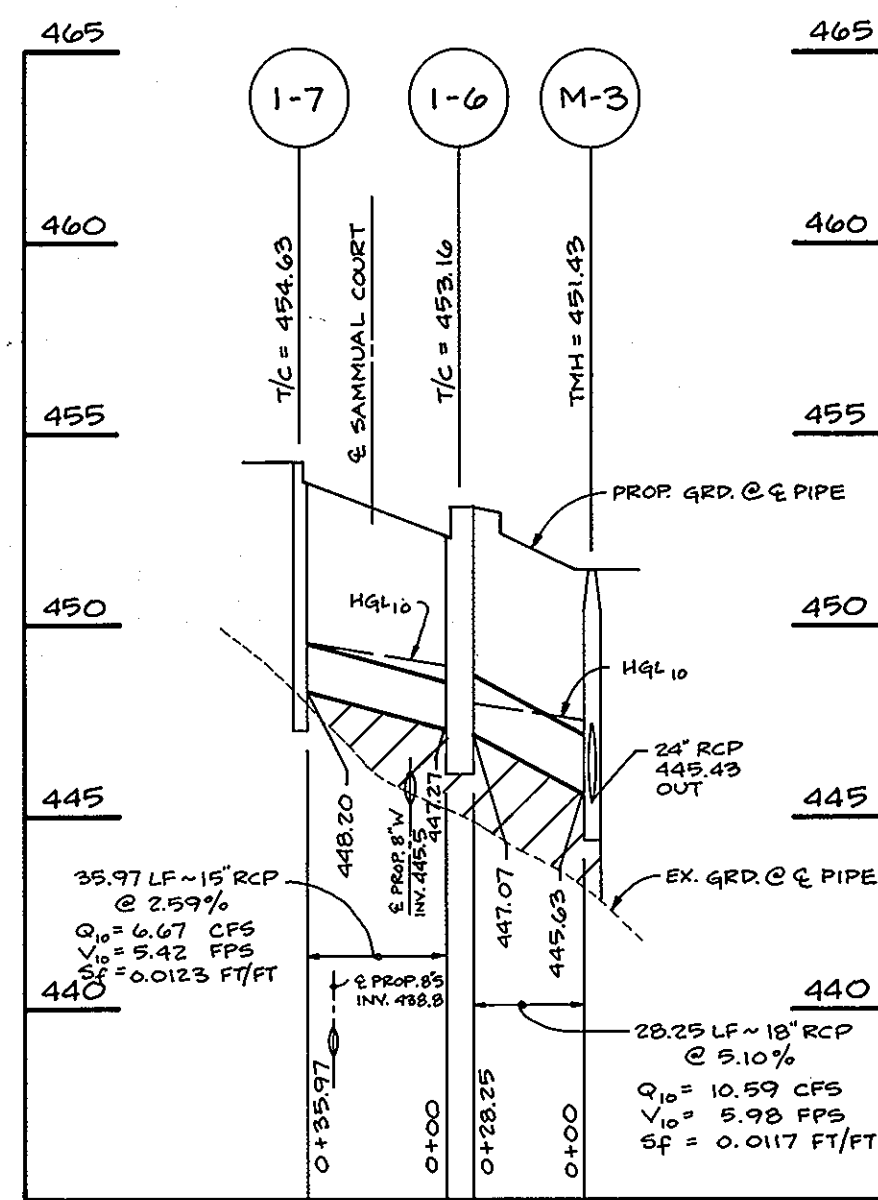 465
465
I-7
I-6
M-3
460
460
T/C = 454.63
℄ SAMMUAL COURT
T/C = 453.16
TMH = 451.43
455
455
PROP. GRD. @ ℄ PIPE
450
450
HGL10
HGL10
24" RCP
445.43
OUT
445
445
448.20
℄ PROP. 8"W
INV. 445.5
447.27
447.07
445.63
EX. GRD. @ ℄ PIPE
35.97 LF ~ 15" RCP
@ 2.59%
Q10 = 6.67 CFS
V10 = 5.42 FPS
Sf = 0.0123 FT/FT
440
440
℄ PROP. 8"S
INV. 438.8
28.25 LF ~ 18" RCP
@ 5.10%
Q10 = 10.59 CFS
V10 = 5.98 FPS
Sf = 0.0117 FT/FT
0+35.97
0+00
0+28.25
0+00